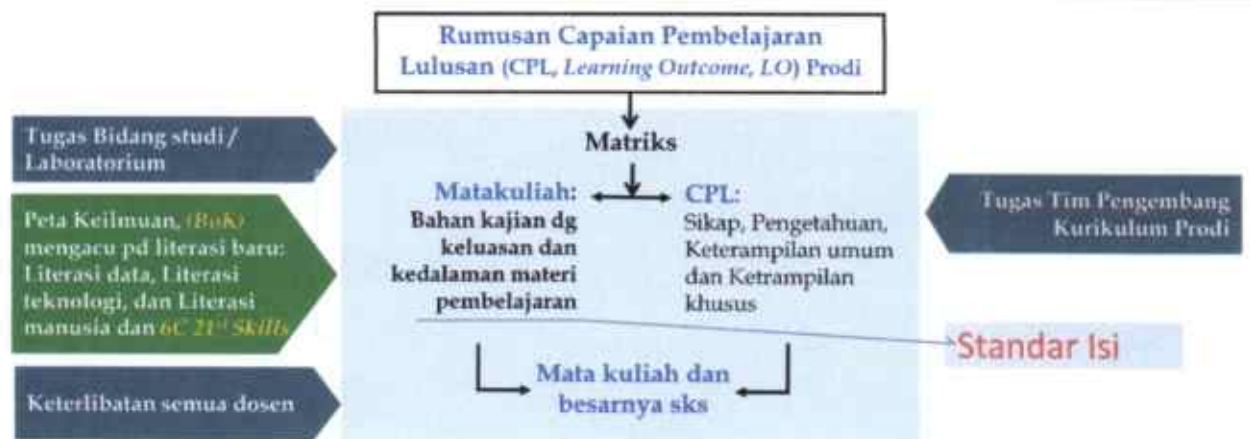 Rumusan Capaian Pembelajaran
Lulusan (CPL, Learning Outcome, LO) Prodi
Tugas Bidang studi /
Laboratorium
Matriks
Peta Keilmuan, (BoK)
mengacu pd literasi baru:
Literasi data, Literasi
teknologi, dan Literasi
manusia dan 6C 21st Skills
Matakuliah:
Bahan kajian dg
keluasan dan
kedalaman materi
pembelajaran
CPL:
Sikap, Pengetahuan,
Keterampilan umum
dan Ketrampilan
khusus
Tugas Tim Pengembang
Kurikulum Prodi
Standar Isi
Keterlibatan semua dosen
Mata kuliah dan
besarnya sks